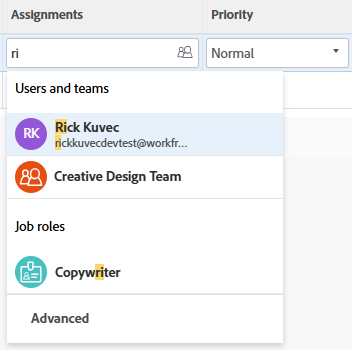 Assignments Priority
ri Normal
Users and teams
RK Rick Kuvec
rickkuvecdevtest@workfr...
Creative Design Team
Job roles
Copywriter
Advanced